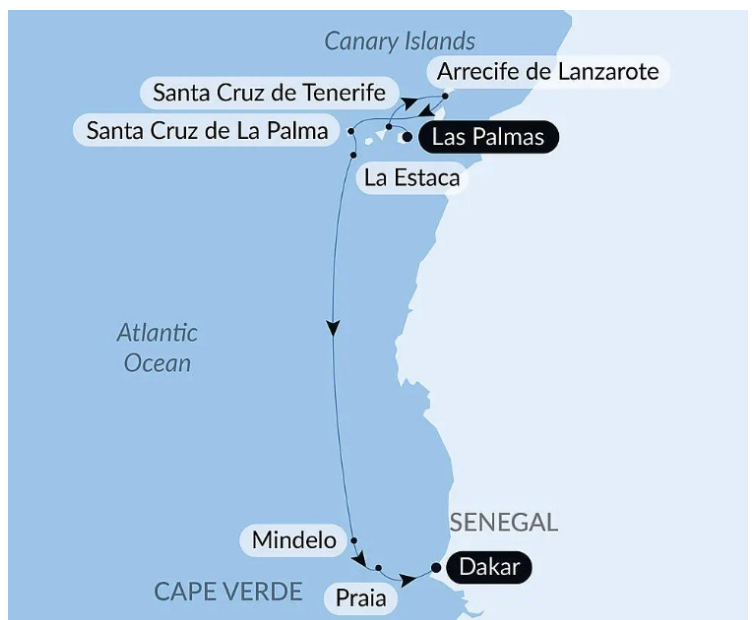 Canary Islands
Arrecife de Lanzarote
Santa Cruz de Tenerife
Santa Cruz de La Palma
Las Palmas
La Estaca
Atlantic
Ocean
SENEGAL
Mindelo
Dakar
CAPE VERDE
Praia